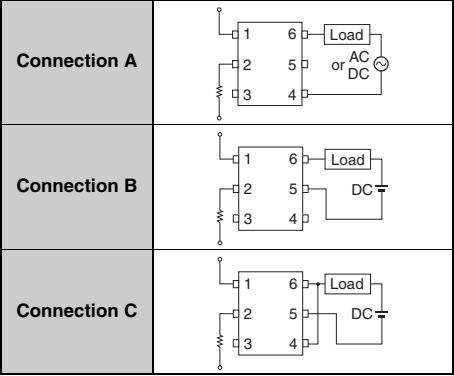 Connection A
1 6 Load
2 5 or AC
DC
3 4
Connection B
1 6 Load
2 5 DC
3 4
Connection C
1 6 Load
2 5 DC
3 4